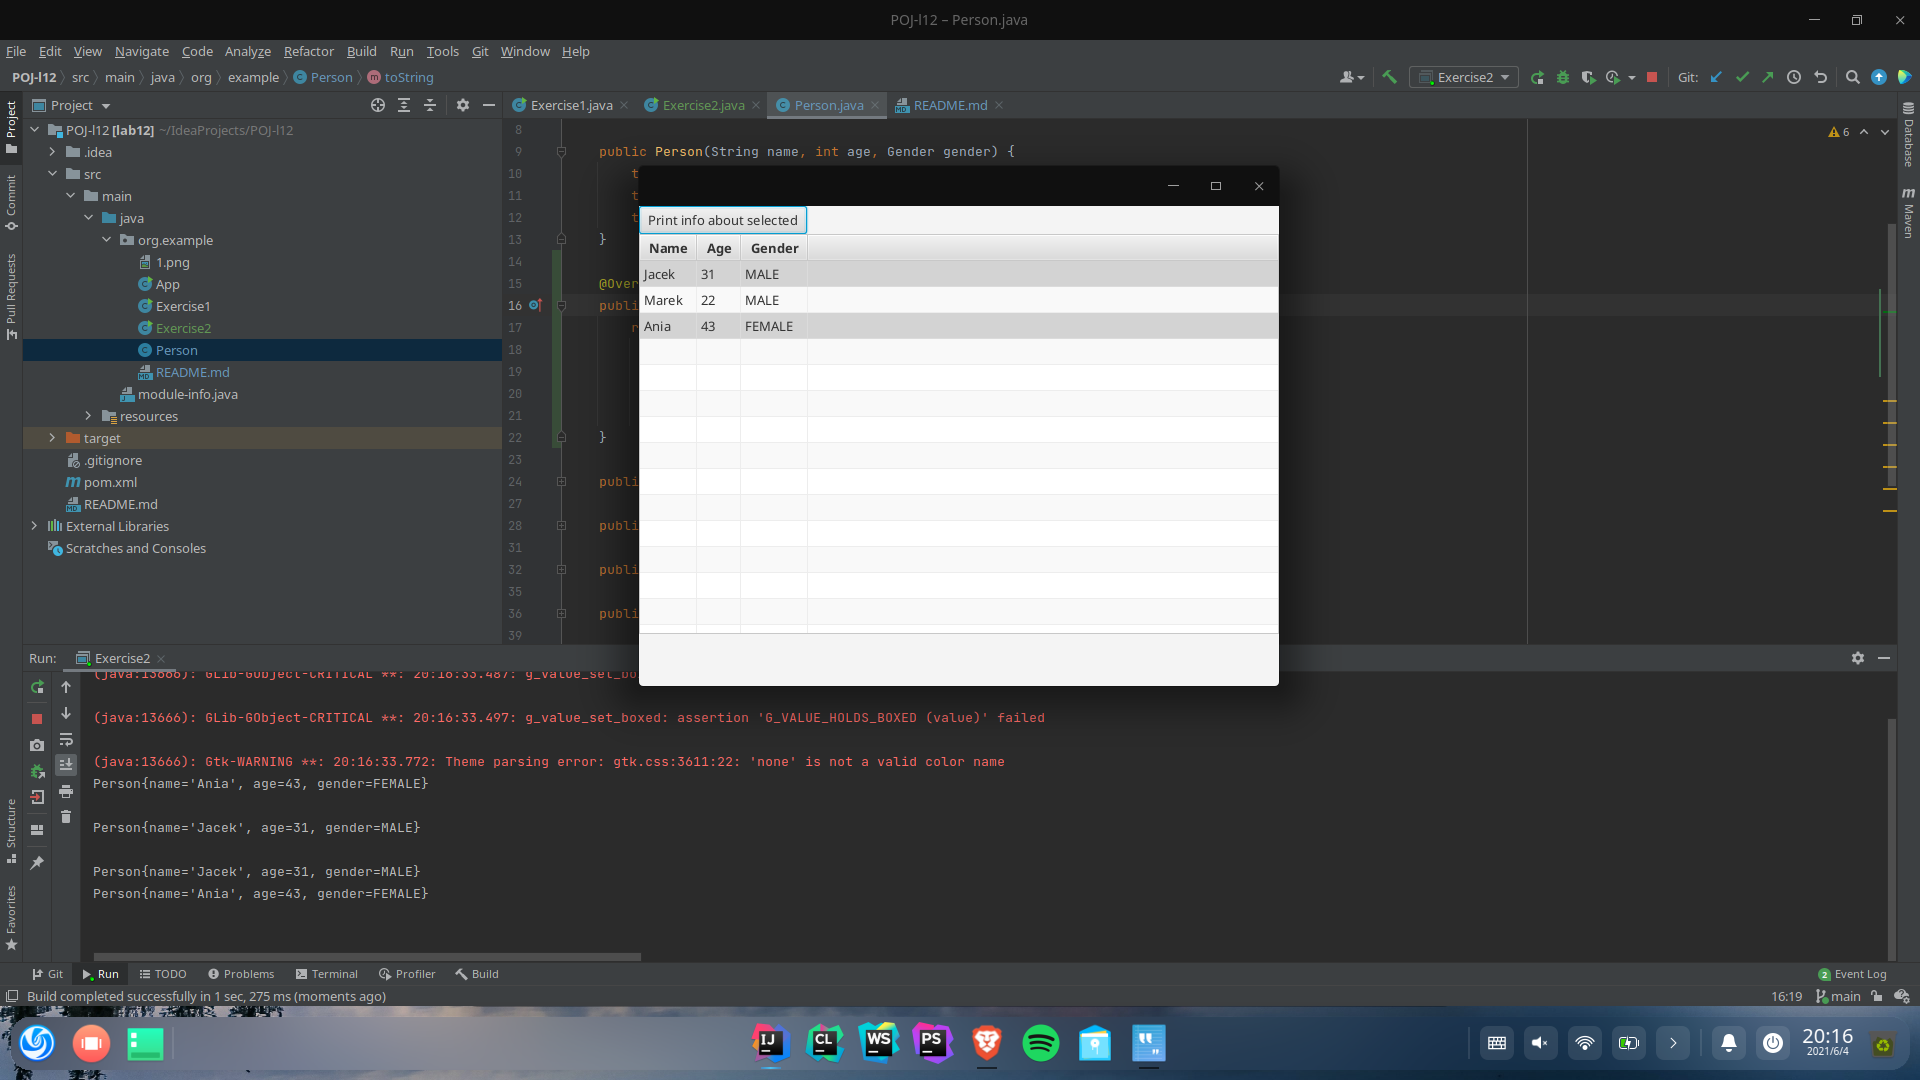 POJ-l12 – Person.java
File Edit View Navigate Code Analyze Refactor Build Run Tools Git Window Help
POJ-l12 src main java org example Person toString
Exercise2
Git:
Project
Exercise1.java
Exercise2.java
Person.java
README.md
POJ-l12 [lab12] ~/IdeaProjects/POJ-l12
.idea
src
main
java
org.example
1.png
App
Exercise1
Exercise2
Person
README.md
module-info.java
resources
target
.gitignore
pom.xml
README.md
External Libraries
Scratches and Consoles
Project
Commit
Pull Requests
Structure
Favorites
Database
Maven
6
8
9 public Person(String name, int age, Gender gender) {
10 t
11 t
12 t
13 }
14
15 @Over
16 publi
17 r
18
19
20
21
22 }
23
24 publi
27
28 publi
31
32 publi
35
36 publi
39
Print info about selected
Name Age Gender
Jacek 31 MALE
Marek 22 MALE
Ania 43 FEMALE
Run: Exercise2
(java:13666): GLib-GObject-CRITICAL **: 20:16:33.487: g_value_set_bo
(java:13666): GLib-GObject-CRITICAL **: 20:16:33.497: g_value_set_boxed: assertion 'G_VALUE_HOLDS_BOXED (value)' failed
(java:13666): Gtk-WARNING **: 20:16:33.772: Theme parsing error: gtk.css:3611:22: 'none' is not a valid color name
Person{name='Ania', age=43, gender=FEMALE}
Person{name='Jacek', age=31, gender=MALE}
Person{name='Jacek', age=31, gender=MALE}
Person{name='Ania', age=43, gender=FEMALE}
Git Run TODO Problems Terminal Profiler Build
2 Event Log
Build completed successfully in 1 sec, 275 ms (moments ago)
16:19 main
IJ CL WS PS
20:16
2021/6/4